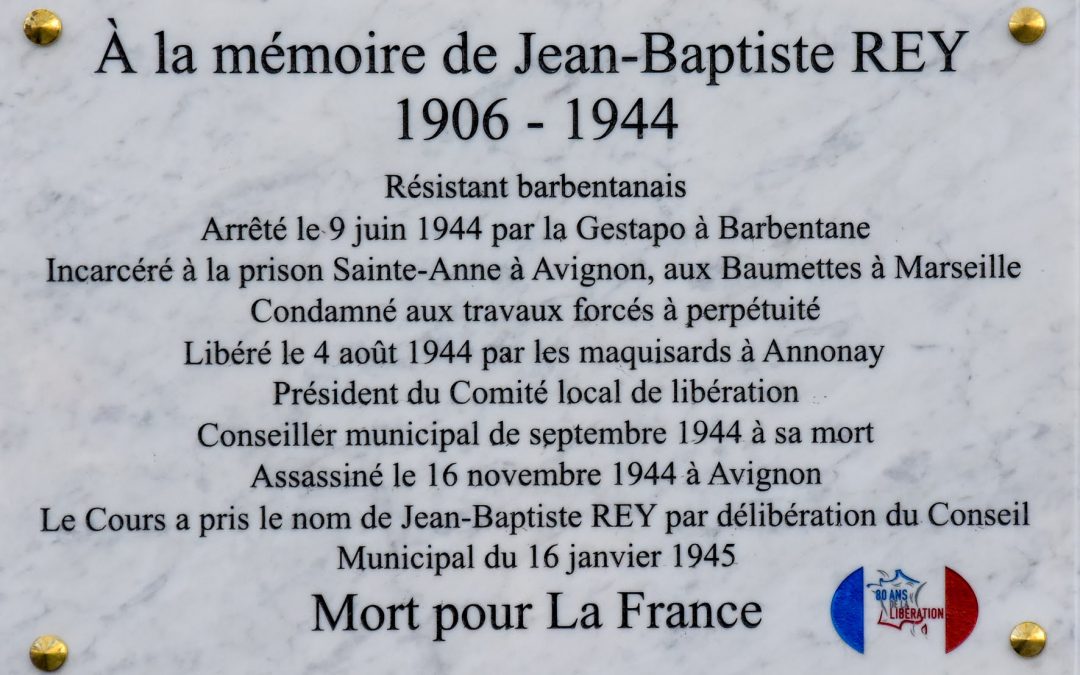 À la mémoire de Jean-Baptiste REY
1906 - 1944
Résistant barbentanais
Arrêté le 9 juin 1944 par la Gestapo à Barbentane
Incarcéré à la prison Sainte-Anne à Avignon, aux Baumettes à Marseille
Condamné aux travaux forcés à perpétuité
Libéré le 4 août 1944 par les maquisards à Annonay
Président du Comité local de libération
Conseiller municipal de septembre 1944 à sa mort
Assassiné le 16 novembre 1944 à Avignon
Le Cours a pris le nom de Jean-Baptiste REY par délibération du Conseil
Municipal du 16 janvier 1945
Mort pour La France
80 ANS
DE LA
LIBÉRATION